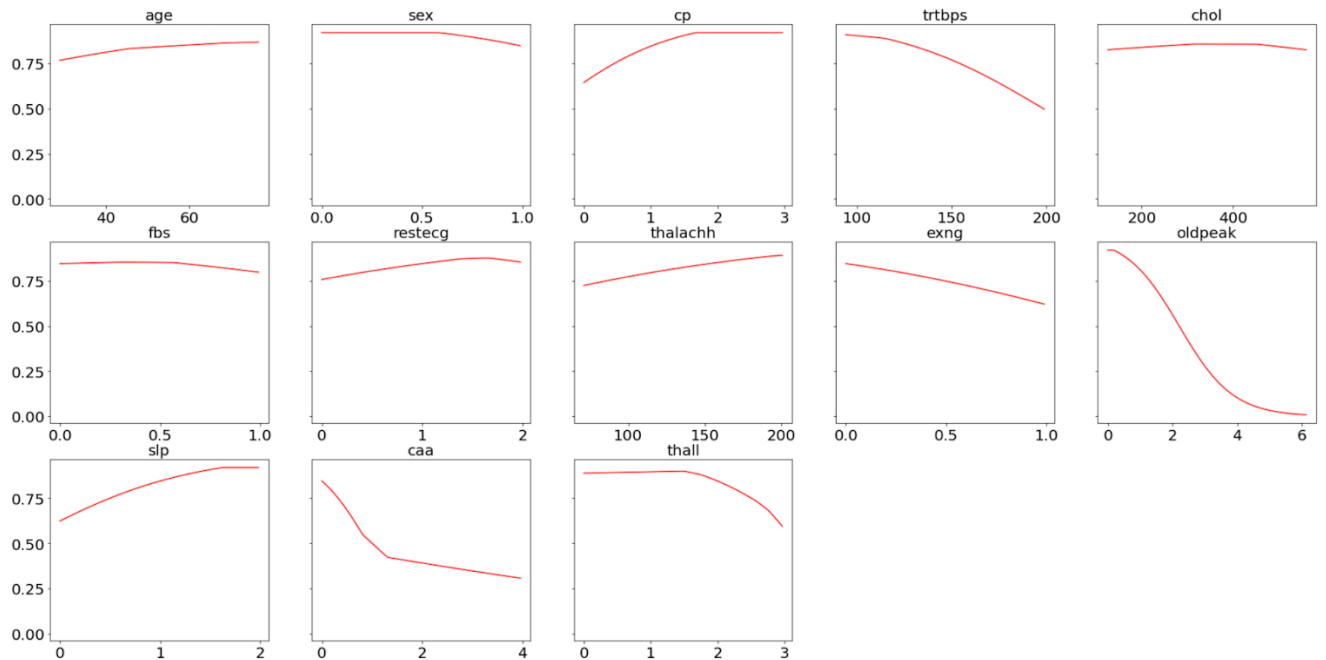 age sex cp trtbps chol
0.75
0.50
0.25
0.00
40 60 0.0 0.5 1.0 0 1 2 3 100 150 200 200 400
fbs restecg thalachh exng oldpeak
0.75
0.50
0.25
0.00
0.0 0.5 1.0 0 1 2 100 150 200 0.0 0.5 1.0 0 2 4 6
slp caa thall
0.75
0.50
0.25
0.00
0 1 2 0 2 4 0 1 2 3